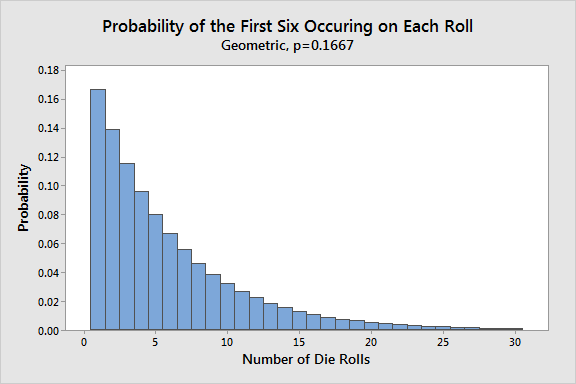 Probability of the First Six Occuring on Each Roll
Geometric, p=0.1667
0.18
0.16
0.14
0.12
0.10
0.08
0.06
0.04
0.02
0.00
Probability
0 5 10 15 20 25 30
Number of Die Rolls